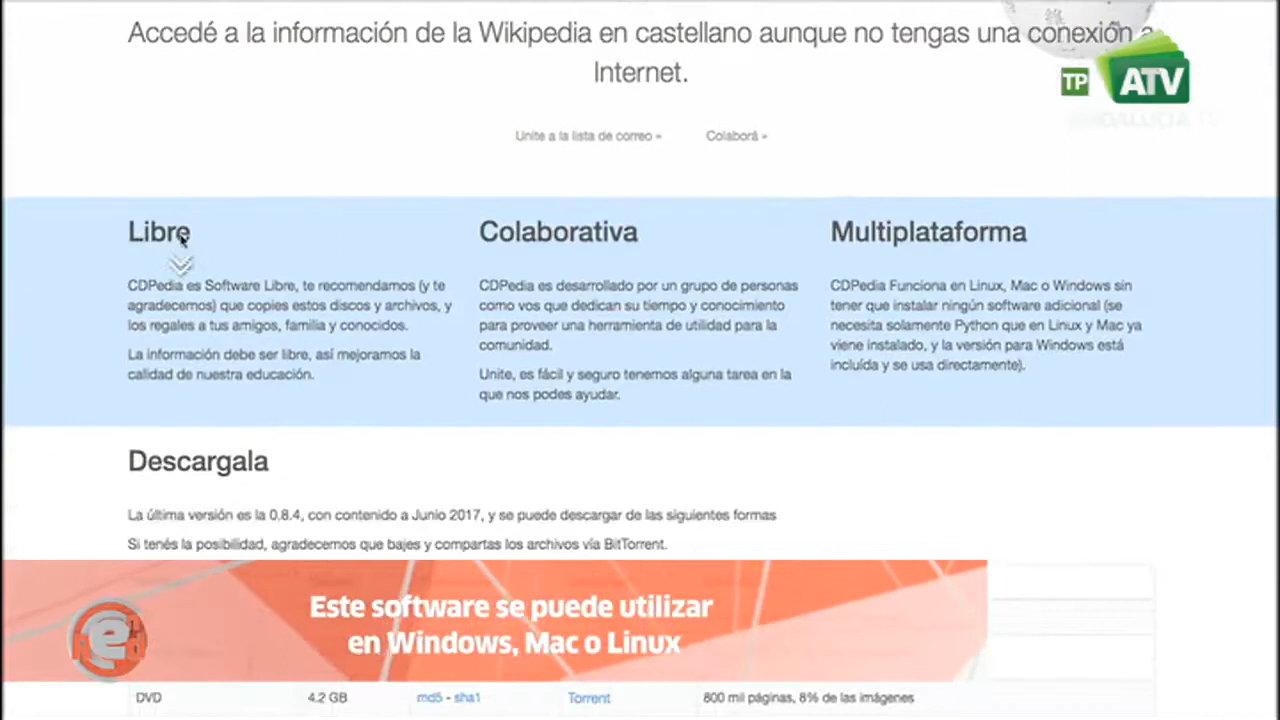 Accedé a la información de la Wikipedia en castellano aunque no tengas una conexión a
Internet.
TP
ATV
Unite a la lista de correo »
Colaborá »
Libre
CDPedia es Software Libre, te recomendamos (y te
agradecemos) que copies estos discos y archivos, y
los regales a tus amigos, familia y conocidos.
La información debe ser libre, así mejoramos la
calidad de nuestra educación.
Colaborativa
CDPedia es desarrollado por un grupo de personas
como vos que dedican su tiempo y conocimiento
para proveer una herramienta de utilidad para la
comunidad.
Unite, es fácil y seguro tenemos alguna tarea en la
que nos podes ayudar.
Multiplataforma
CDPedia Funciona en Linux, Mac o Windows sin
tener que instalar ningún software adicional (se
necesita solamente Python que en Linux y Mac ya
viene instalado, y la versión para Windows está
incluída y se usa directamente).
Descargala
La última versión es la 0.8.4, con contenido a Junio 2017, y se puede descargar de las siguientes formas
Si tenés la posibilidad, agradecemos que bajes y compartas los archivos vía BitTorrent.
Este software se puede utilizar
en Windows, Mac o Linux
DVD 4.2 GB md5 - sha1 Torrent 800 mil páginas, 8% de las imágenes